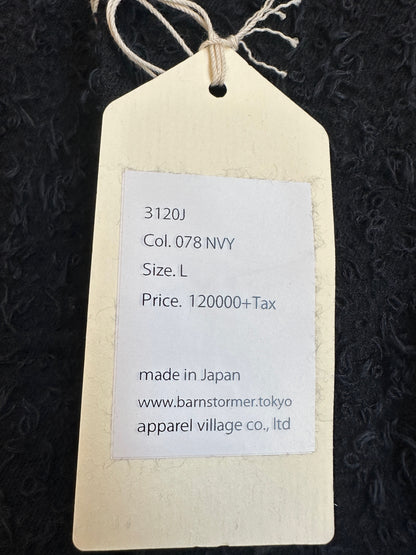 3120J
Col. 078 NVY
Size. L
Price. 120000+Tax
made in Japan
www.barnstormer.tokyo
apparel village co., ltd